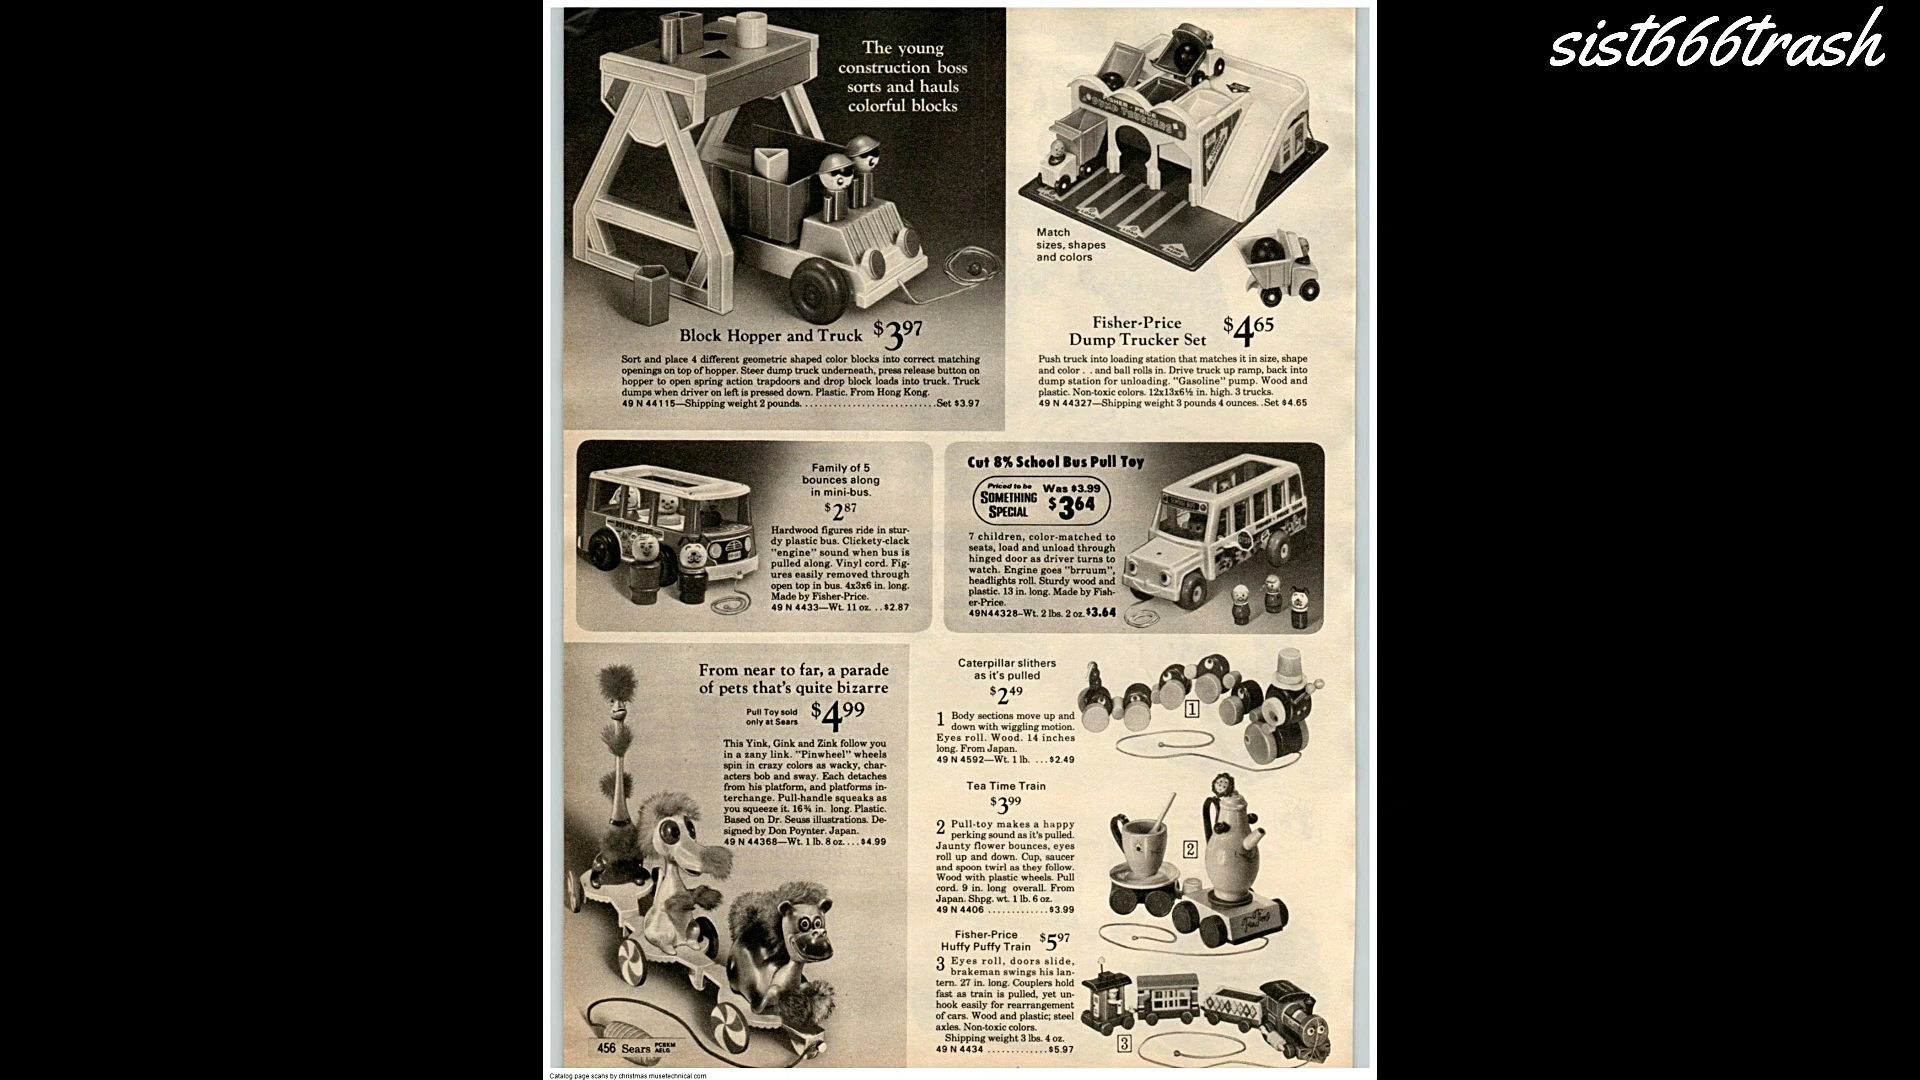 sist666trash
The young
construction boss
sorts and hauls
colorful blocks
Block Hopper and Truck $3.97
Sort and place 4 different geometric shaped color blocks into correct matching
openings on top of hopper. Steer dump truck underneath, press release button on
hopper to open spring action trapdoors and drop block loads into truck. Truck
dumps when driver on left is pressed down. Plastic. From Hong Kong.
49 N 44115—Shipping weight 2 pounds. . . . . . . . . . . . . . . . . . . . . . . . . . Set $3.97
FISHER-PRICE
DUMP TRUCKERS
Match
sizes, shapes
and colors
Fisher-Price
Dump Trucker Set $4.65
Push truck into loading station that matches it in size, shape
and color . . and ball rolls in. Drive truck up ramp, back into
dump station for unloading. "Gasoline" pump. Wood and
plastic. Non-toxic colors. 12x13x6½ in. high. 3 trucks.
49 N 44327—Shipping weight 3 pounds 4 ounces. . Set $4.65
Family of 5
bounces along
in mini-bus.
$2.87
Hardwood figures ride in stur-
dy plastic bus. Clickety-clack
"engine" sound when bus is
pulled along. Vinyl cord. Fig-
ures easily removed through
open top in bus. 4x3x6 in. long.
Made by Fisher-Price.
49 N 4433—Wt. 11 oz. . . $2.87
MINI-BUS
Cut 8% School Bus Pull Toy
Priced to be
SOMETHING
SPECIAL
Was $3.99
$3.64
7 children, color-matched to
seats, load and unload through
hinged door as driver turns to
watch. Engine goes "brruum",
headlights roll. Sturdy wood and
plastic. 13 in. long. Made by Fish-
er-Price.
49N44328-Wt. 2 lbs. 2 oz. $3.64
SCHOOL BUS
From near to far, a parade
of pets that's quite bizarre
Pull Toy sold
only at Sears $4.99
This Yink, Gink and Zink follow you
in a zany link. "Pinwheel" wheels
spin in crazy colors as wacky, char-
acters bob and sway. Each detaches
from his platform, and platforms in-
terchange. Pull-handle squeaks as
you squeeze it. 16¾ in. long. Plastic.
Based on Dr. Seuss illustrations. De-
signed by Don Poynter. Japan.
49 N 44368—Wt. 1 lb. 8 oz. . . . $4.99
Caterpillar slithers
as it's pulled
$2.49
1 Body sections move up and
down with wiggling motion.
Eyes roll. Wood. 14 inches
long. From Japan.
49 N 4592—Wt. 1 lb. . . . $2.49
1
Tea Time Train
$3.99
2 Pull-toy makes a happy
perking sound as it's pulled.
Jaunty flower bounces, eyes
roll up and down. Cup, saucer
and spoon twirl as they follow.
Wood with plastic wheels. Pull
cord. 9 in. long overall. From
Japan. Shpg. wt. 1 lb. 6 oz.
49 N 4406 . . . . . . . . . . . . . $3.99
2
Fisher-Price
Huffy Puffy Train $5.97
3 Eyes roll, doors slide,
brakeman swings his lan-
tern. 27 in. long. Couplers hold
fast as train is pulled, yet un-
hook easily for rearrangement
of cars. Wood and plastic; steel
axles. Non-toxic colors.
Shipping weight 3 lbs. 4 oz.
49 N 4434 . . . . . . . . . . . . . $5.97
3
456 Sears PCBKM
AELG
Catalog page scans by christmas.musetechnical.com